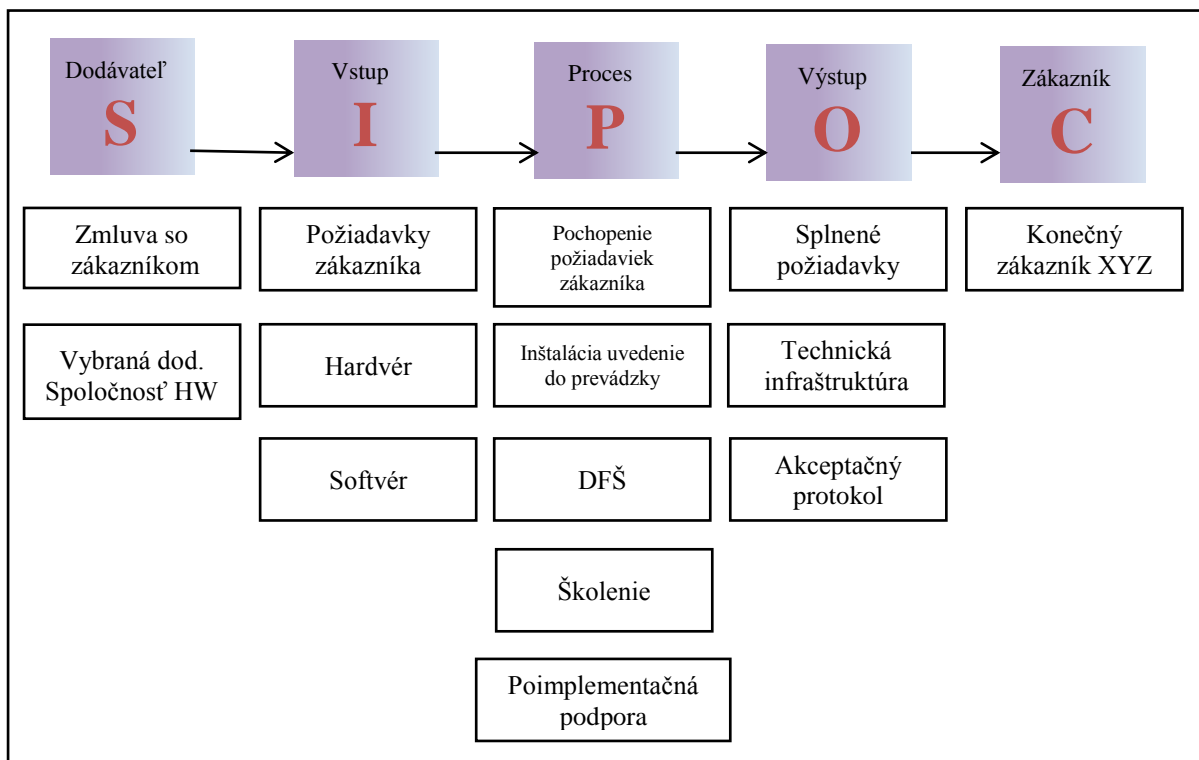 Dodávateľ
S
Vstup
I
Proces
P
Výstup
O
Zákazník
C
Zmluva so
zákazníkom
Vybraná dod.
Spoločnosť HW
Požiadavky
zákazníka
Hardvér
Softvér
Pochopenie
požiadaviek
zákazníka
Inštalácia uvedenie
do prevádzky
DFŠ
Školenie
Poimplementačná
podpora
Splnené
požiadavky
Technická
infraštruktúra
Akceptačný
protokol
Konečný
zákazník XYZ